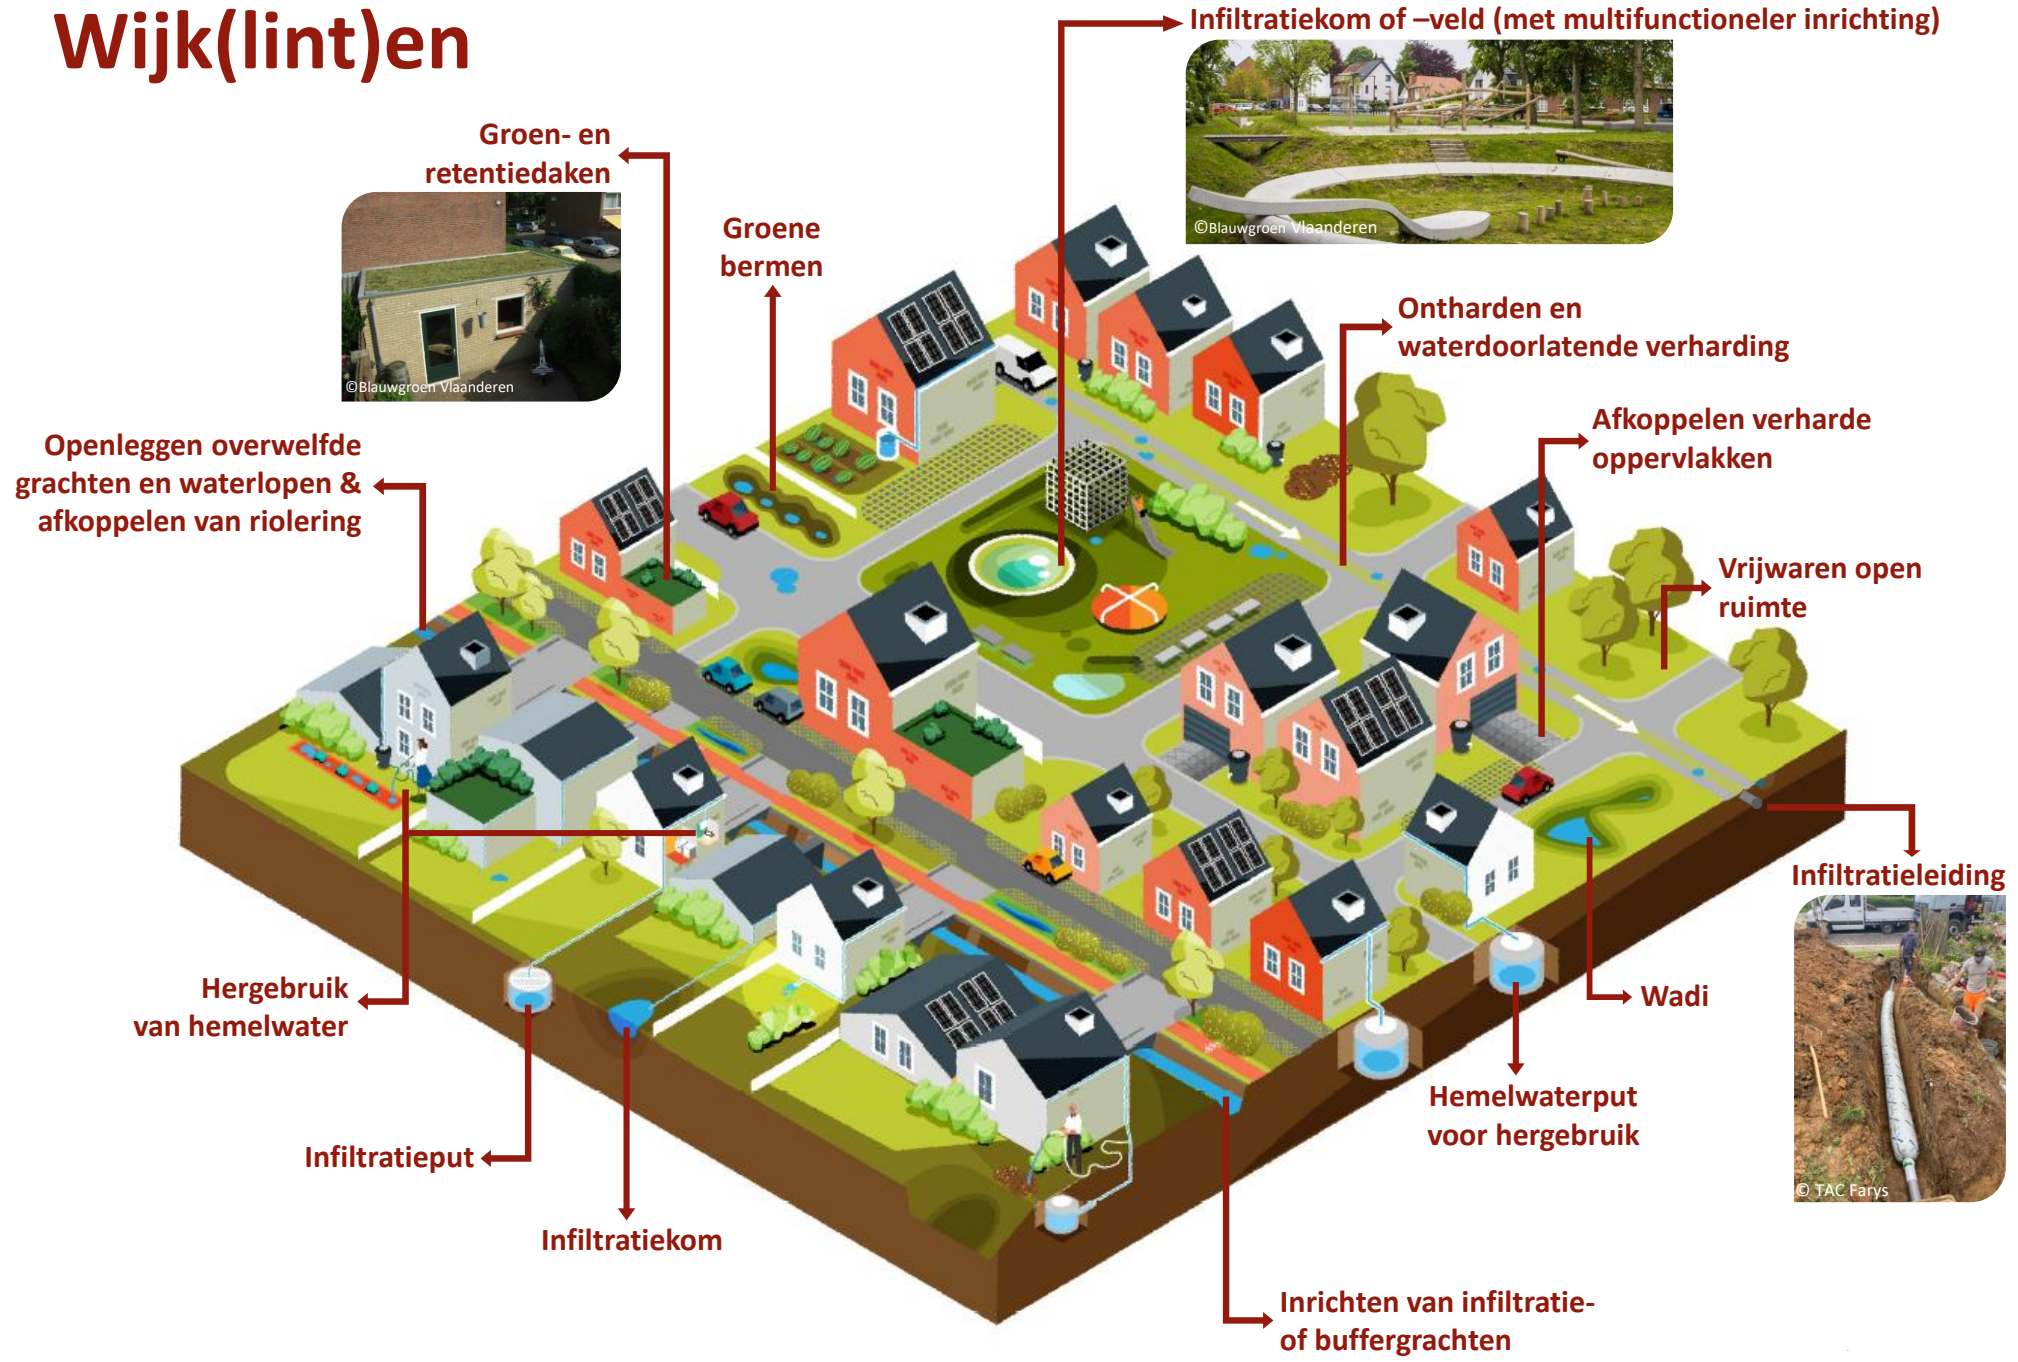 Wijk(lint)en
Infiltratiekom of –veld (met multifunctioneler inrichting)
©Blauwgroen Vlaanderen
Groen- en
retentiedaken
©Blauwgroen Vlaanderen
Groene
bermen
Ontharden en
waterdoorlatende verharding
Afkoppelen verharde
oppervlakken
Openleggen overwelfde
grachten en waterlopen &
afkoppelen van riolering
Vrijwaren open
ruimte
Infiltratieleiding
© TAC Farys
Hergebruik
van hemelwater
Wadi
Hemelwaterput
voor hergebruik
Infiltratieput
Infiltratiekom
Inrichten van infiltratie-
of buffergrachten